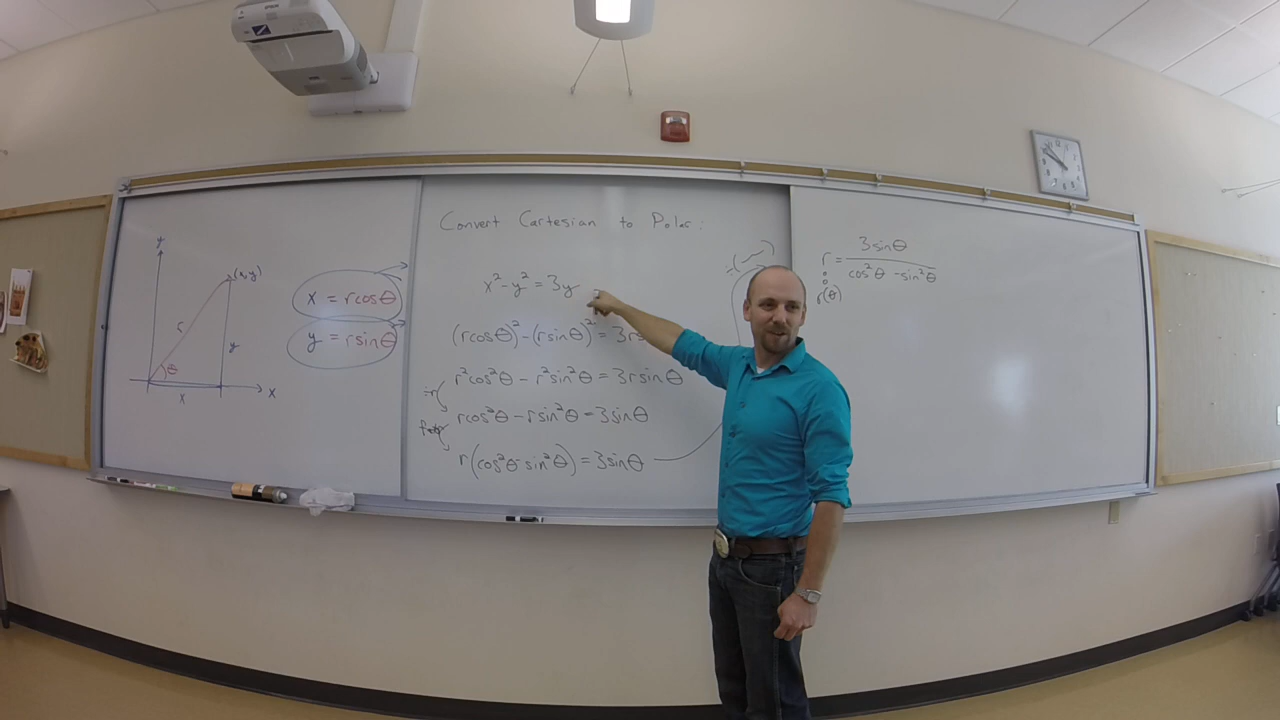 y
(x,y)
r
y
θ
x
x
x = rcosθ
y = rsinθ
Convert Cartesian to Polar:
x²-y² = 3y
(rcosθ)²-(rsinθ)² = 3rs
r²cos²θ - r²sin²θ = 3rsinθ
÷r
rcos²θ - rsin²θ = 3sinθ
r(cos²θ-sin²θ) = 3sinθ
÷( )
r = 3sinθ / cos²θ -sin²θ
r(θ)